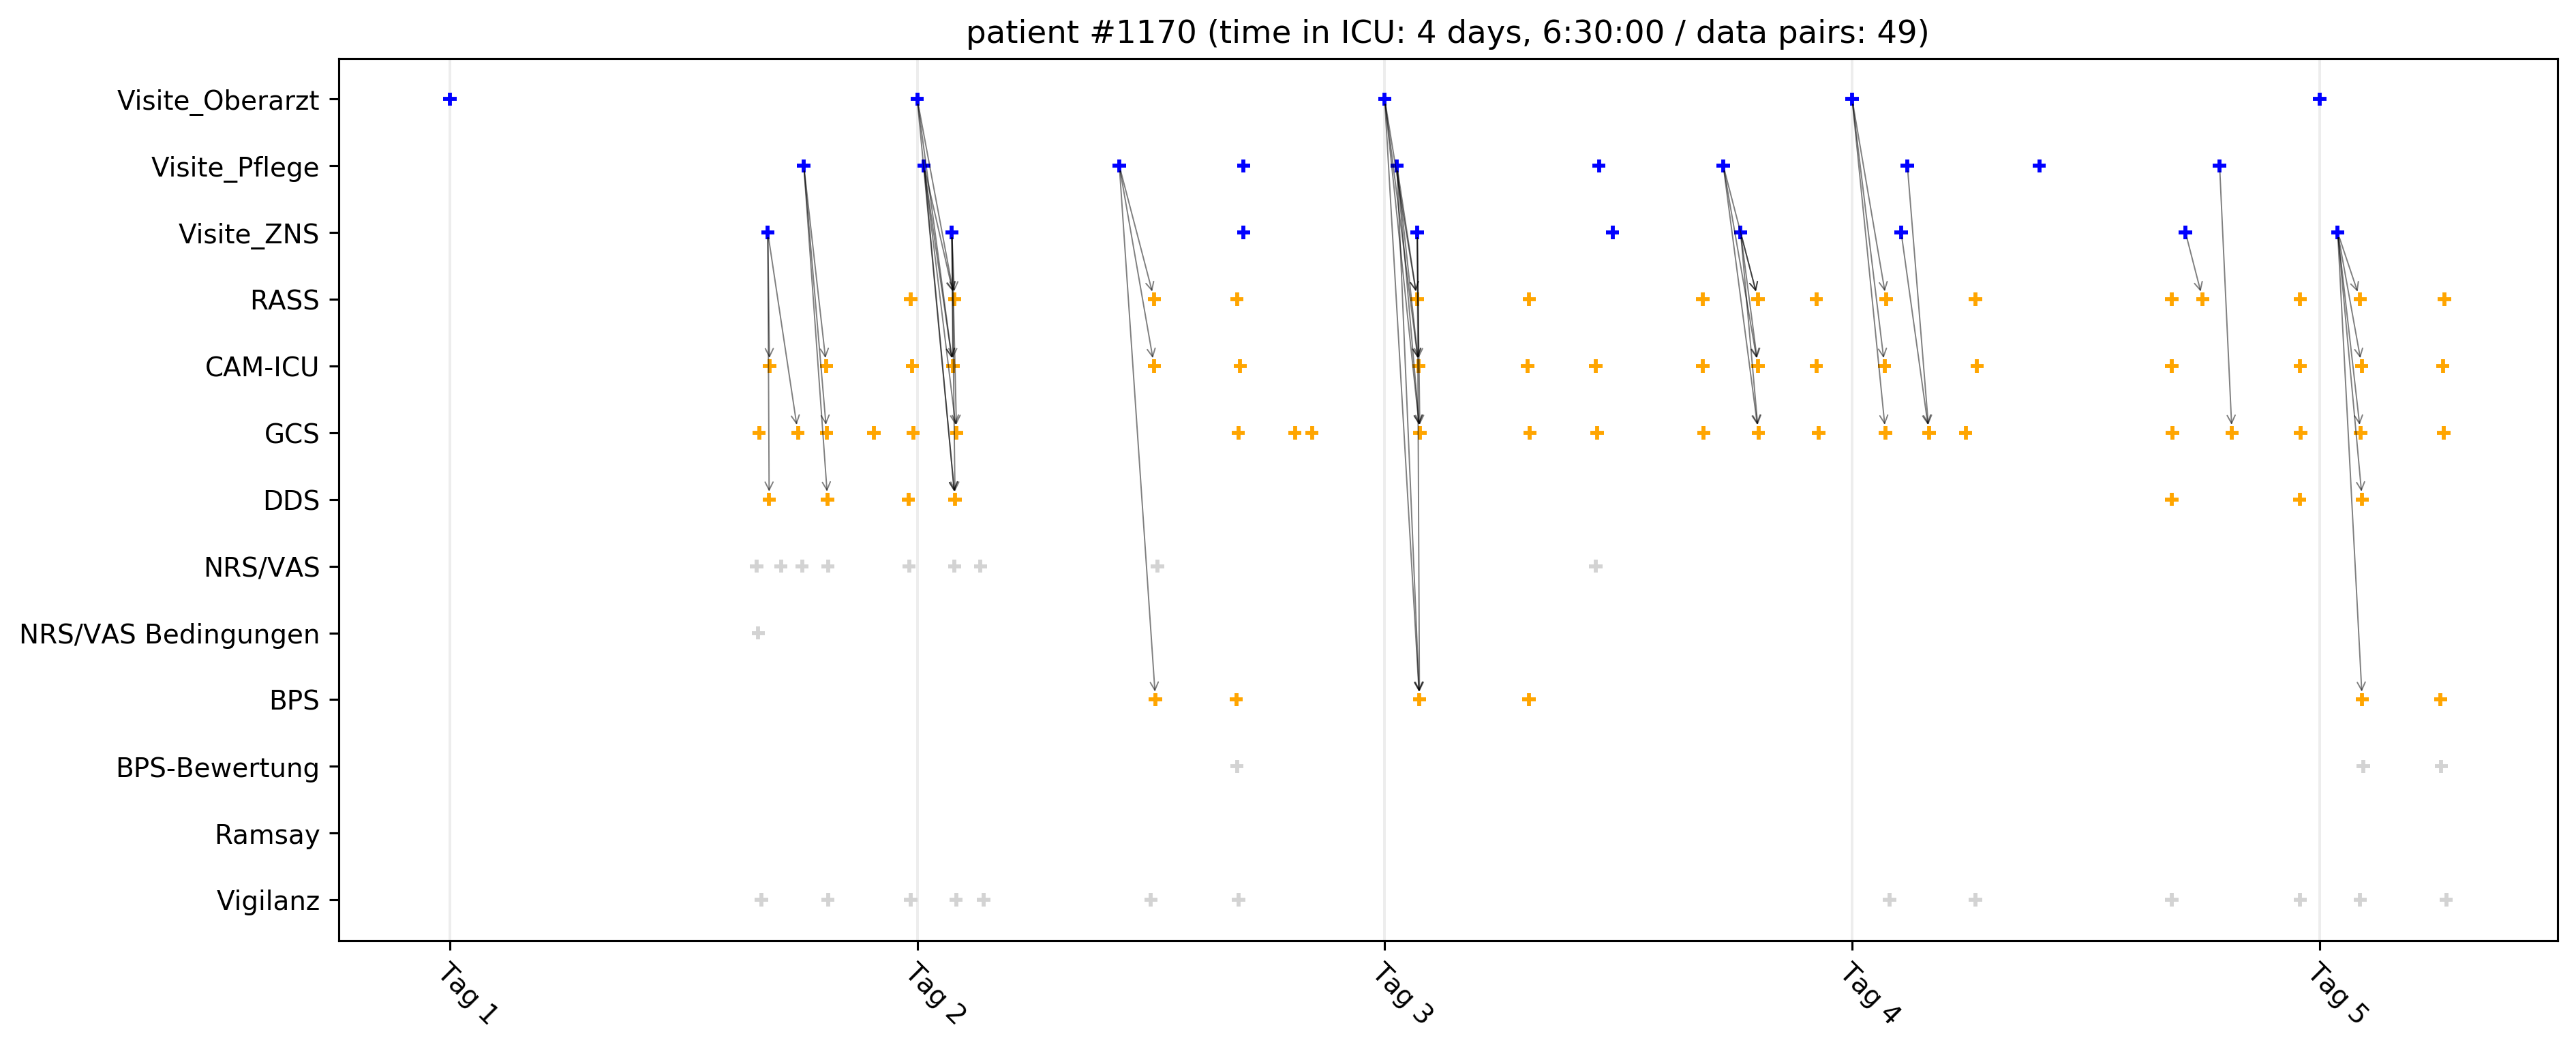 patient #1170 (time in ICU: 4 days, 6:30:00 / data pairs: 49)
Visite_Oberarzt
Visite_Pflege
Visite_ZNS
RASS
CAM-ICU
GCS
DDS
NRS/VAS
NRS/VAS Bedingungen
BPS
BPS-Bewertung
Ramsay
Vigilanz
Tag 1
Tag 2
Tag 3
Tag 4
Tag 5